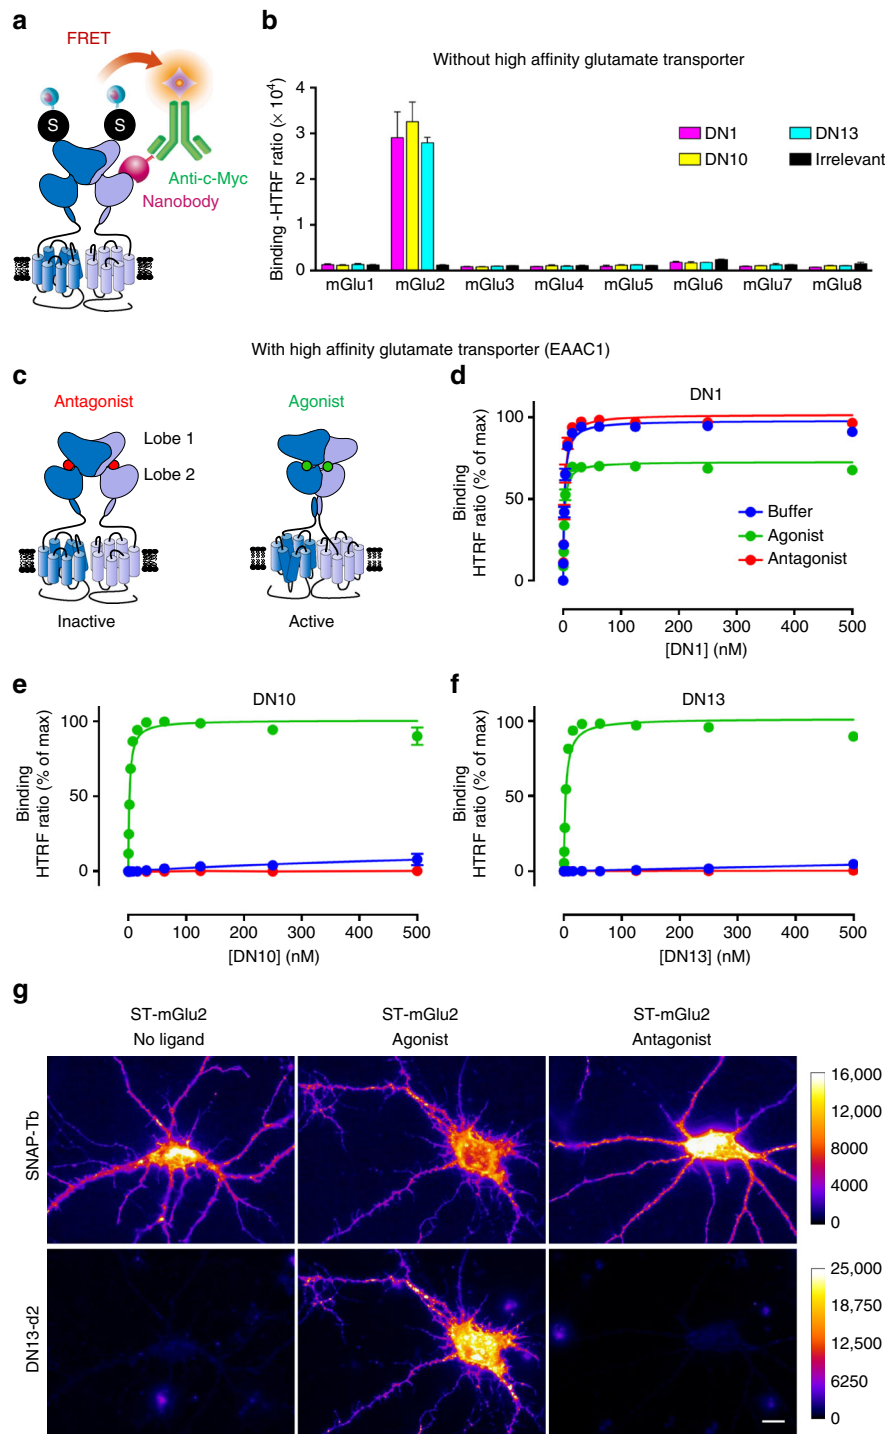 a
FRET
S
S
Anti-c-Myc
Nanobody
b
Without high affinity glutamate transporter
Binding -HTRF ratio (× 10⁴)
4
3
2
1
0
DN1
DN10
DN13
Irrelevant
mGlu1 mGlu2 mGlu3 mGlu4 mGlu5 mGlu6 mGlu7 mGlu8
With high affinity glutamate transporter (EAAC1)
c
Antagonist
Agonist
Lobe 1
Lobe 2
Inactive
Active
d
DN1
Binding
HTRF ratio (% of max)
100
50
0
Buffer
Agonist
Antagonist
0 100 200 300 400 500
[DN1] (nM)
e
DN10
Binding
HTRF ratio (% of max)
100
50
0
0 100 200 300 400 500
[DN10] (nM)
f
DN13
Binding
HTRF ratio (% of max)
100
50
0
0 100 200 300 400 500
[DN13] (nM)
g
ST-mGlu2
No ligand
ST-mGlu2
Agonist
ST-mGlu2
Antagonist
SNAP-Tb
16,000
12,000
8000
4000
0
DN13-d2
25,000
18,750
12,500
6250
0